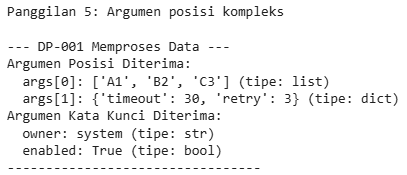 Panggilan 5: Argumen posisi kompleks

--- DP-001 Memproses Data ---
Argumen Posisi Diterima:
  args[0]: ['A1', 'B2', 'C3'] (tipe: list)
  args[1]: {'timeout': 30, 'retry': 3} (tipe: dict)
Argumen Kata Kunci Diterima:
  owner: system (tipe: str)
  enabled: True (tipe: bool)
---------------------------------